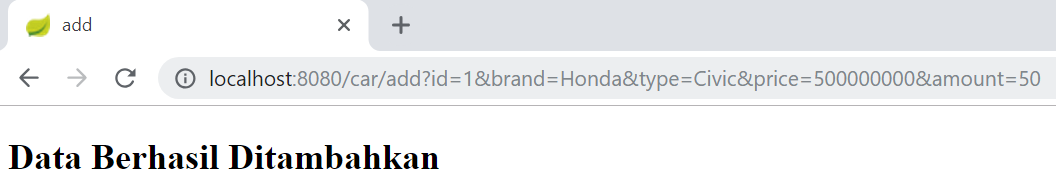 add
localhost:8080/car/add?id=1&brand=Honda&type=Civic&price=500000000&amount=50
Data Berhasil Ditambahkan